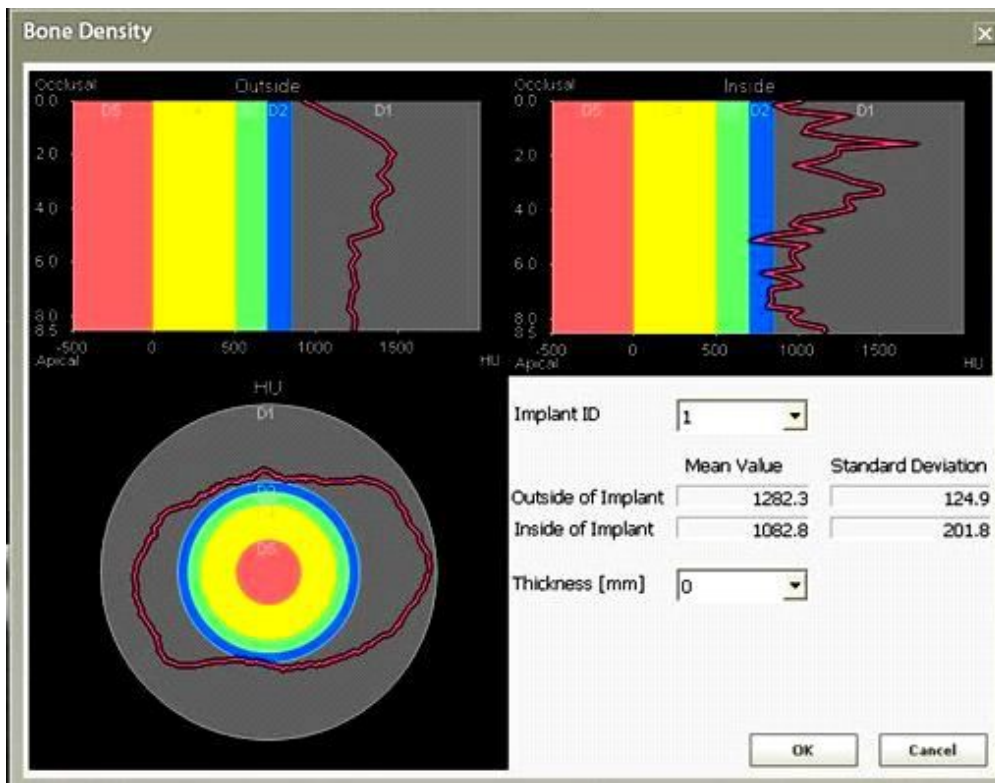 Bone Density
Occlusal Outside
0.0 D5 D2 D1
2.0
4.0
6.0
8.0
8.5
-500 0 500 1000 1500
Apical HU
Occlusal Inside
0.0 D5 D2 D1
2.0
4.0
6.0
8.0
8.5
-500 0 500 1000 1500
Apical HU
HU
D1
D5
Implant ID 1
Mean Value Standard Deviation
Outside of Implant 1282.3 124.9
Inside of Implant 1082.8 201.8
Thickness [mm] 0
OK Cancel